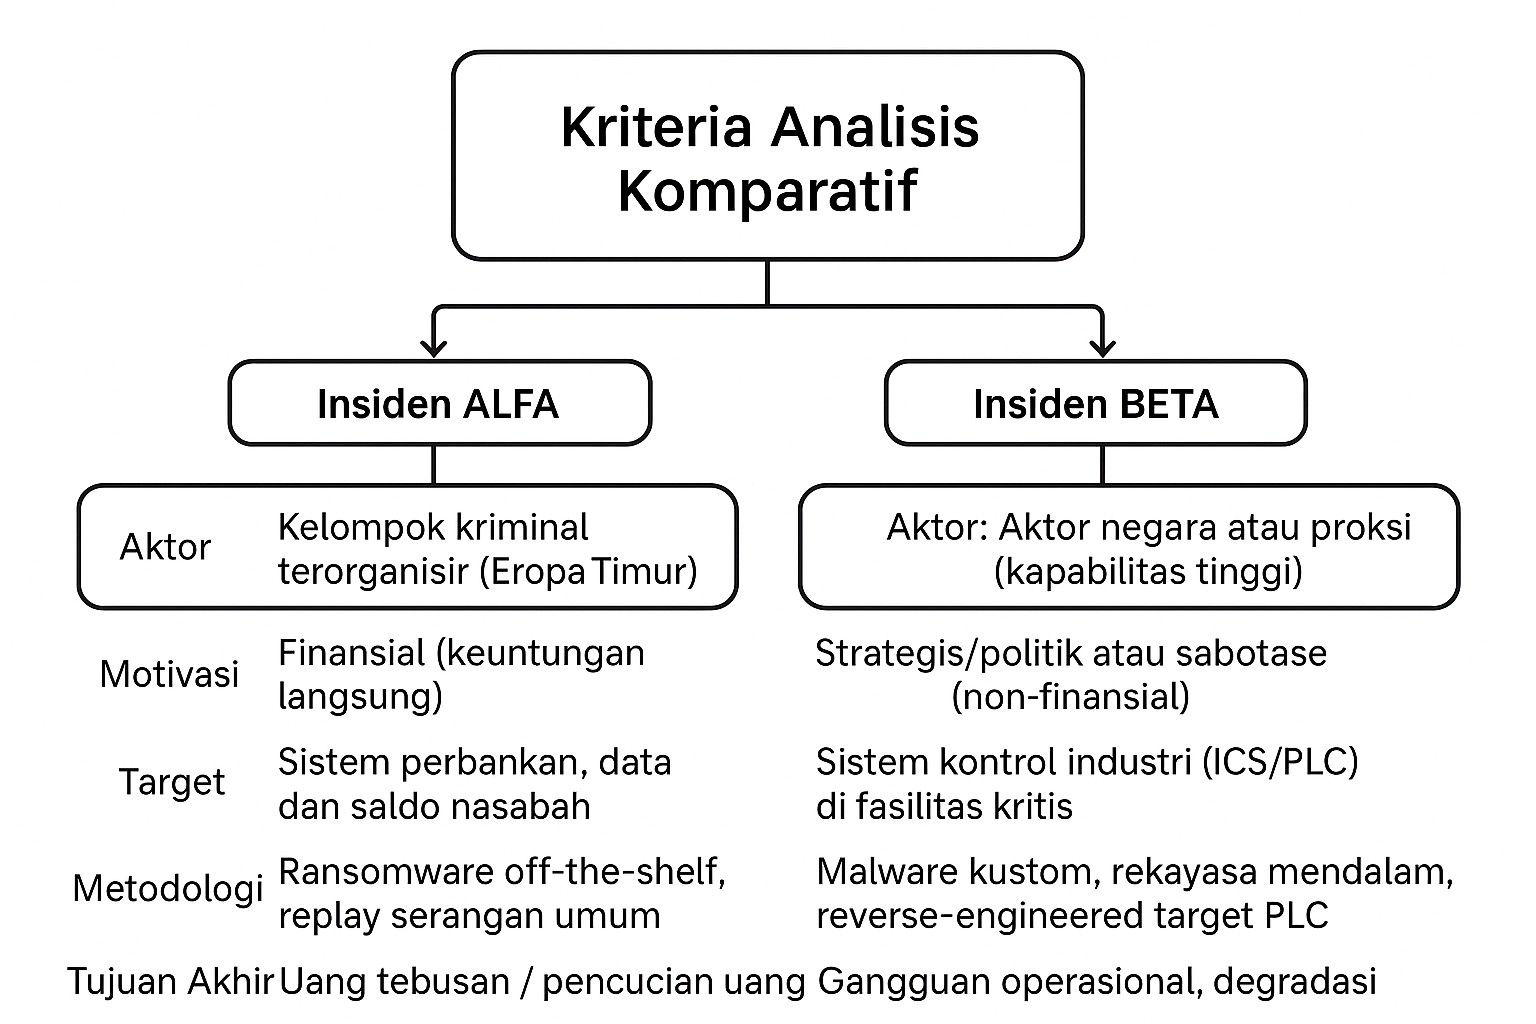 Kriteria Analisis
Komparatif
Insiden ALFA
Insiden BETA
Aktor
Kelompok kriminal
terorganisir (Eropa Timur)
Aktor: Aktor negara atau proksi
(kapabilitas tinggi)
Motivasi
Finansial (keuntungan
langsung)
Strategis/politik atau sabotase
(non-finansial)
Target
Sistem perbankan, data
dan saldo nasabah
Sistem kontrol industri (ICS/PLC)
di fasilitas kritis
Metodologi
Ransomware off-the-shelf,
replay serangan umum
Malware kustom, rekayasa mendalam,
reverse-engineered target PLC
Tujuan Akhir
Uang tebusan / pencucian uang
Gangguan operasional, degradasi